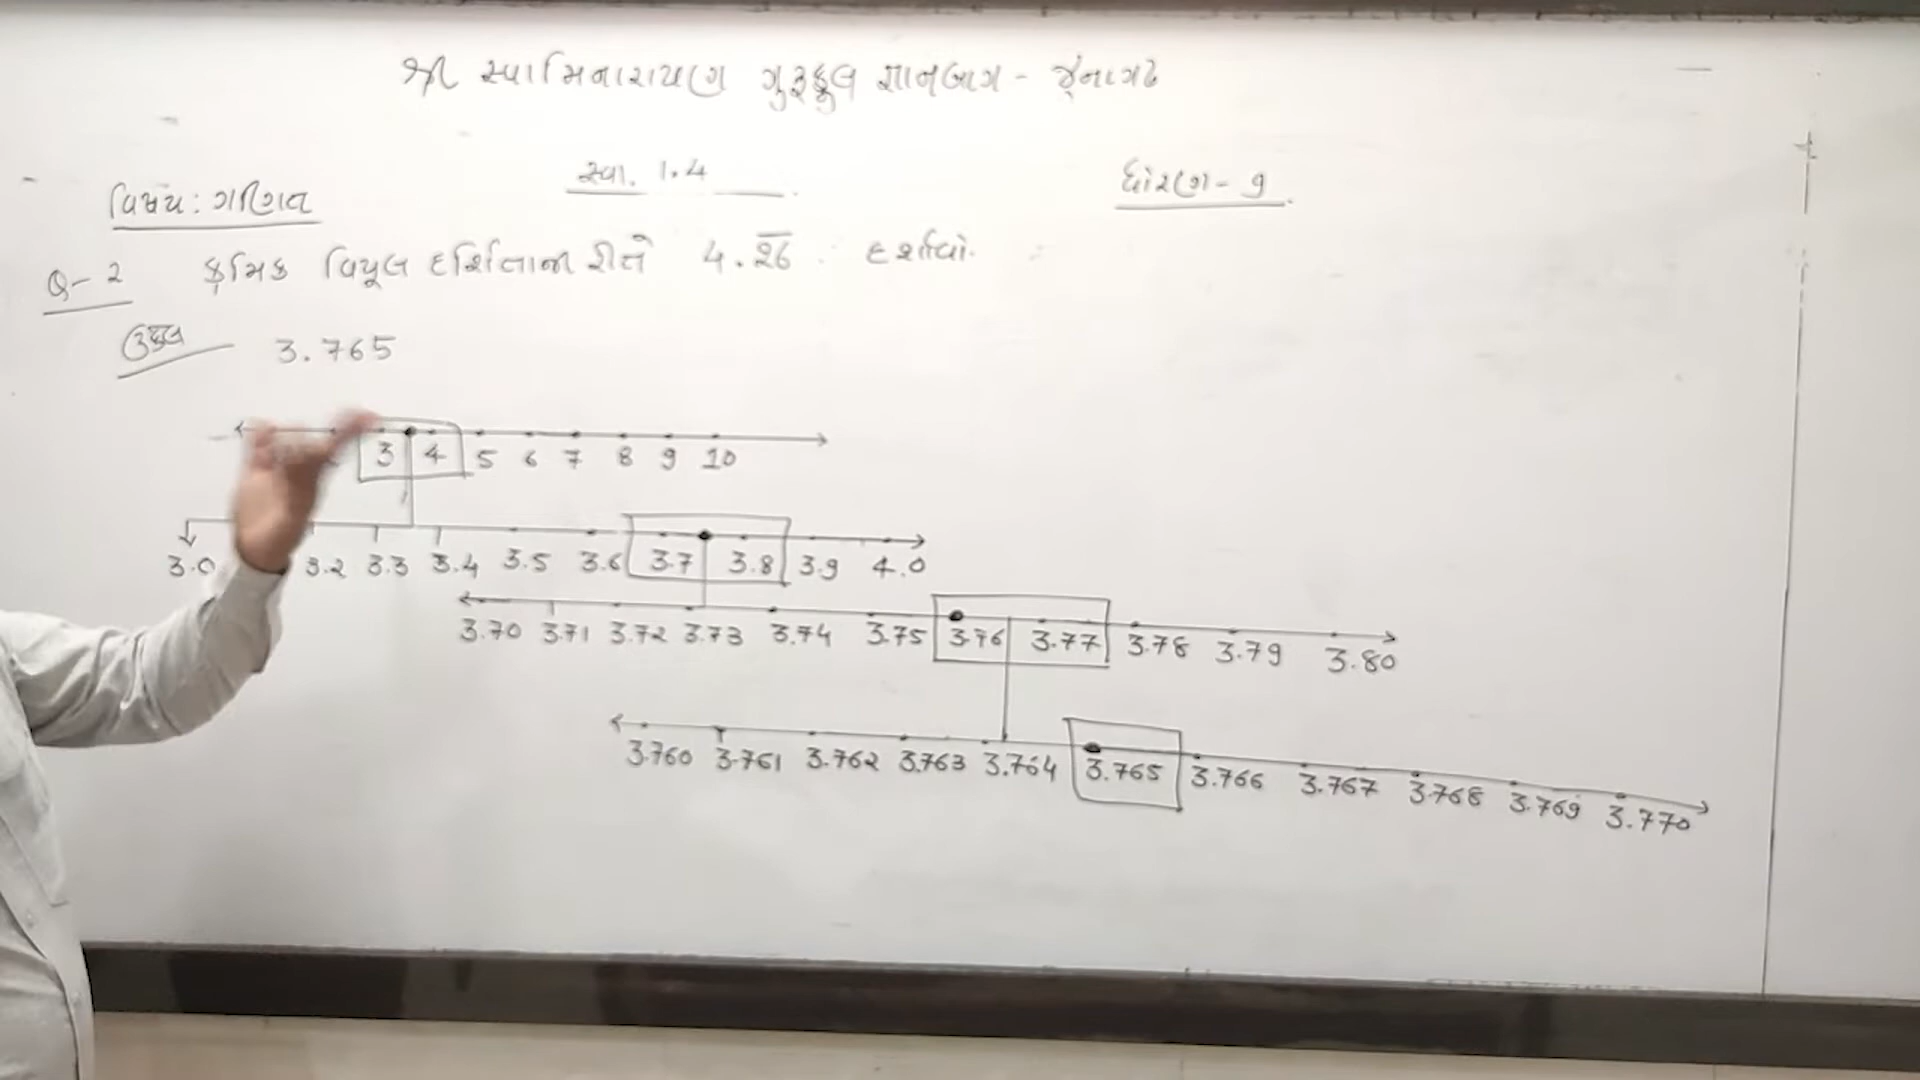 શ્રી સ્વામિનારાયણ ગુરુકુલ જ્ઞાનબાગ - જૂનાગઢ
સ્વા. 1.4
ધોરણ - 9
વિષય : ગણિત
Q-2 ક્રમિક વિપુલ દર્શિતાની રીતે 4.\overline{26} દર્શાવો.
ઉકેલ 3.765
3 4 5 6 7 8 9 10
3.0 3.2 3.3 3.4 3.5 3.6 3.7 3.8 3.9 4.0
3.70 3.71 3.72 3.73 3.74 3.75 3.76 3.77 3.78 3.79 3.80
3.760 3.761 3.762 3.763 3.764 3.765 3.766 3.767 3.768 3.769 3.770